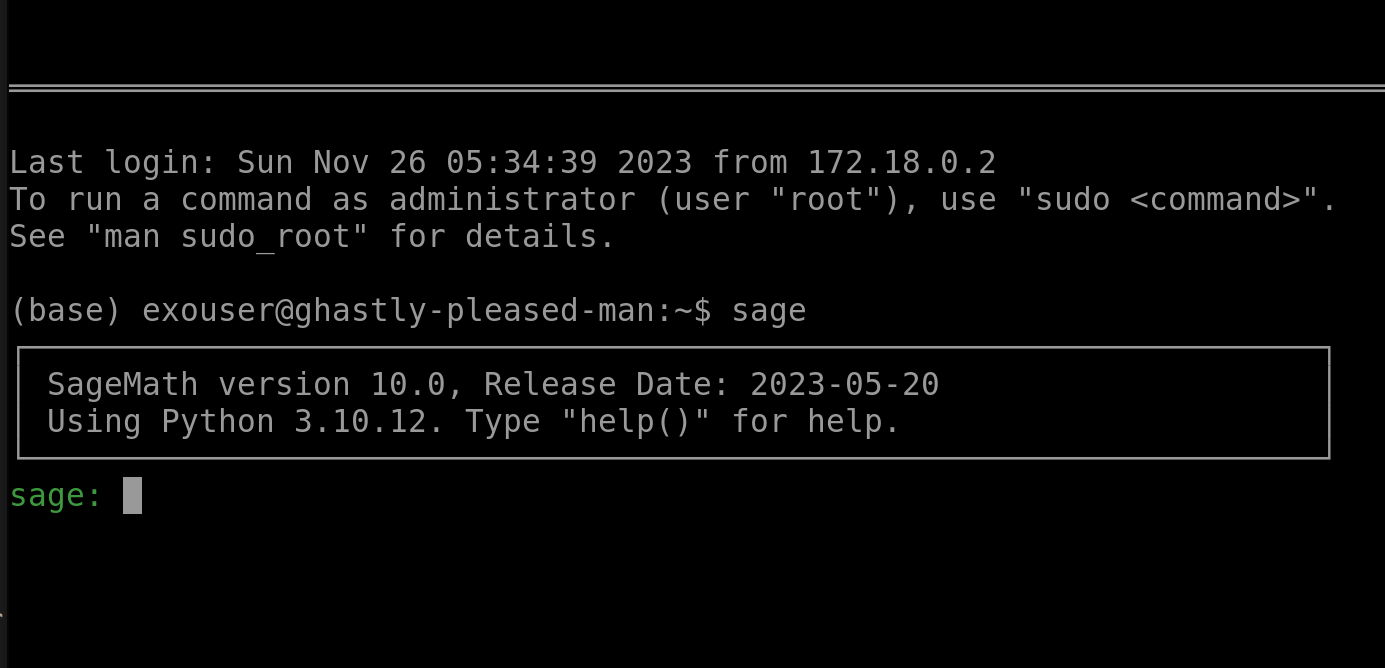 Last login: Sun Nov 26 05:34:39 2023 from 172.18.0.2
To run a command as administrator (user "root"), use "sudo <command>".
See "man sudo_root" for details.
(base) exouser@ghastly-pleased-man:~$ sage
SageMath version 10.0, Release Date: 2023-05-20
Using Python 3.10.12. Type "help()" for help.
sage: